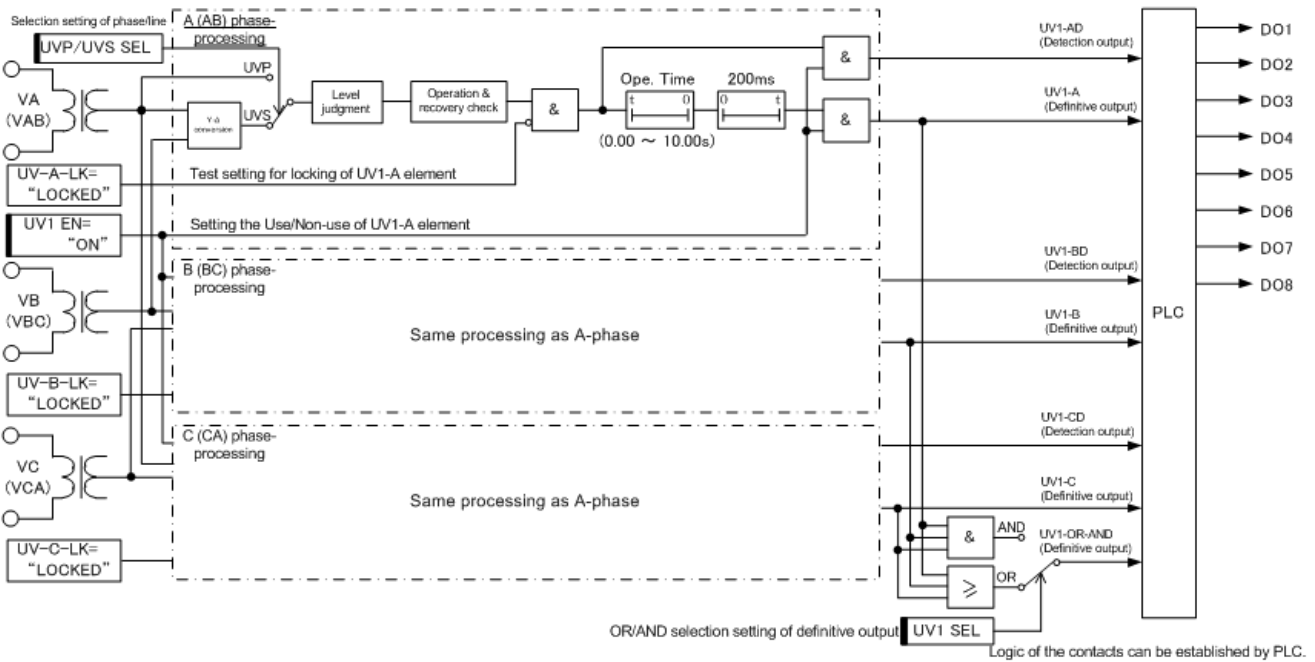 Selection setting of phase/line
UVP/UVS SEL
A (AB) phase-
processing
UVP
UVS
VA
(VAB)
Y-Δ
conversion
Level
judgment
Operation &
recovery check
&
Ope. Time
t 0
(0.00 ～ 10.00s)
200ms
0 t
&
&
UV-A-LK=
“LOCKED”
Test setting for locking of UV1-A element
UV1 EN=
“ON”
Setting the Use/Non-use of UV1-A element
UV1-AD
(Detection output)
UV1-A
(Definitive output)
VB
(VBC)
B (BC) phase-
processing
Same processing as A-phase
UV-B-LK=
“LOCKED”
UV1-BD
(Detection output)
UV1-B
(Definitive output)
VC
(VCA)
C (CA) phase-
processing
Same processing as A-phase
UV-C-LK=
“LOCKED”
UV1-CD
(Detection output)
UV1-C
(Definitive output)
&
AND
UV1-OR-AND
(Definitive output)
≥
OR
OR/AND selection setting of definitive output
UV1 SEL
PLC
DO1
DO2
DO3
DO4
DO5
DO6
DO7
DO8
Logic of the contacts can be established by PLC.